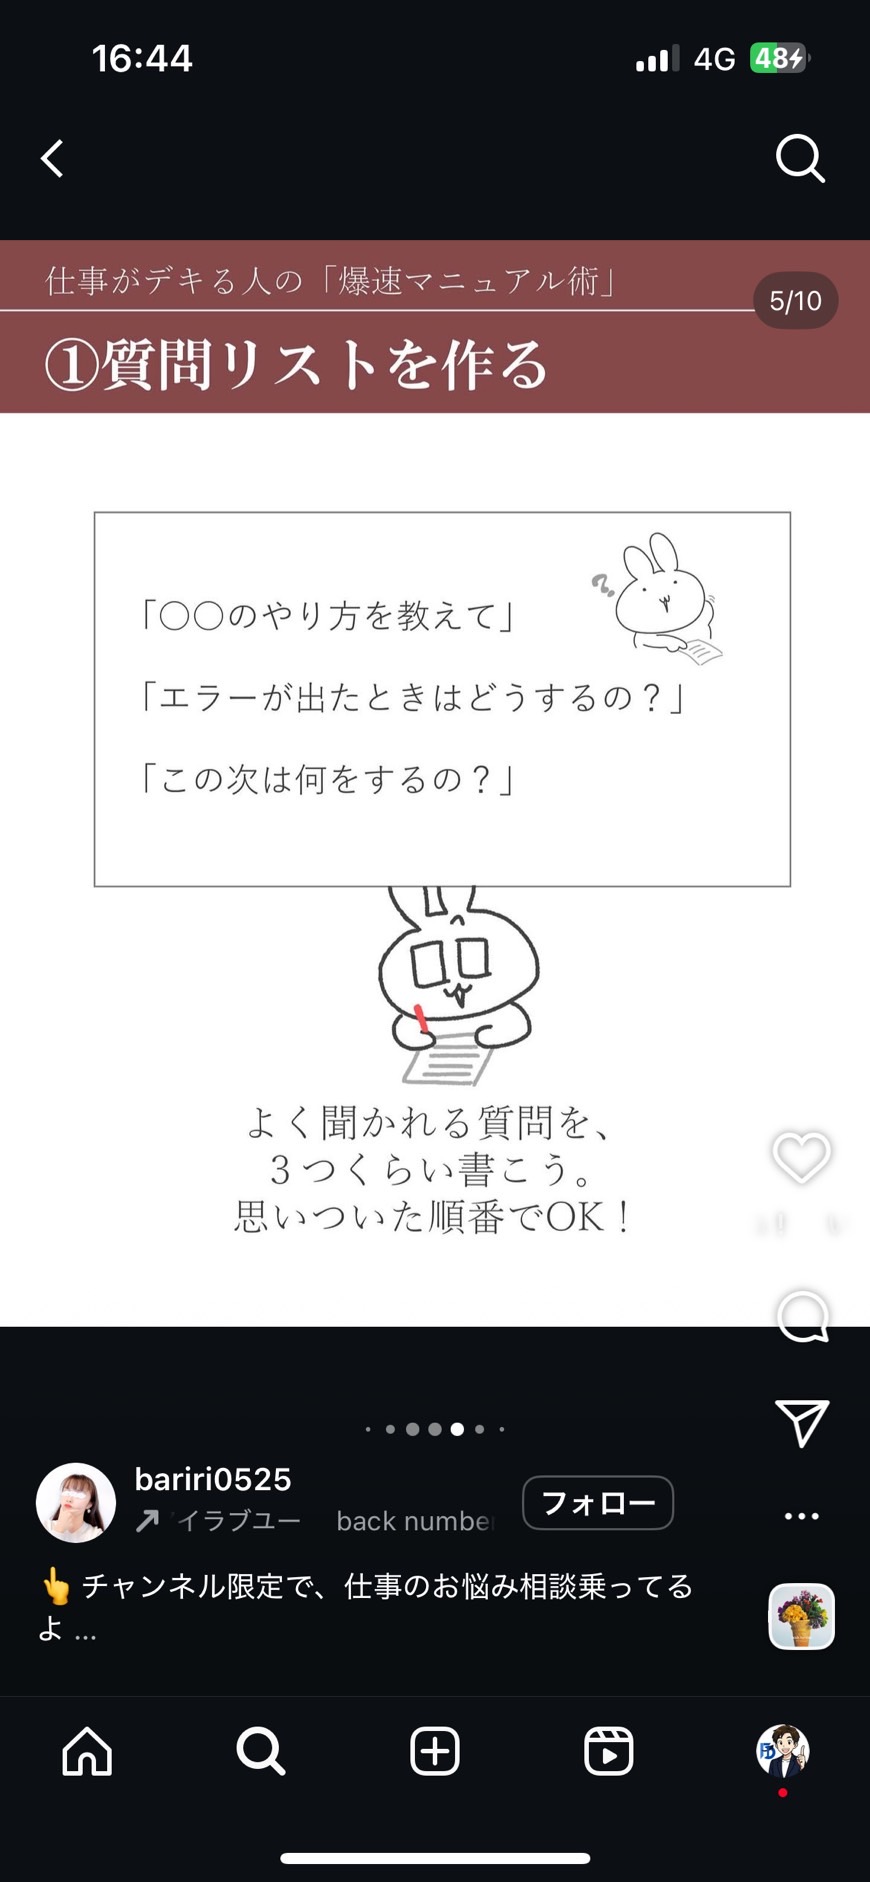 16:44
4G
48
仕事がデキる人の「爆速マニュアル術」
5/10
①質問リストを作る
「〇〇のやり方を教えて」
「エラーが出たときはどうするの？」
「この次は何をするの？」
よく聞かれる質問を、
３つくらい書こう。
思いついた順番でOK！
bariri0525
イラブユー back number
フォロー
👆 チャンネル限定で、仕事のお悩み相談乗ってる
よ ...